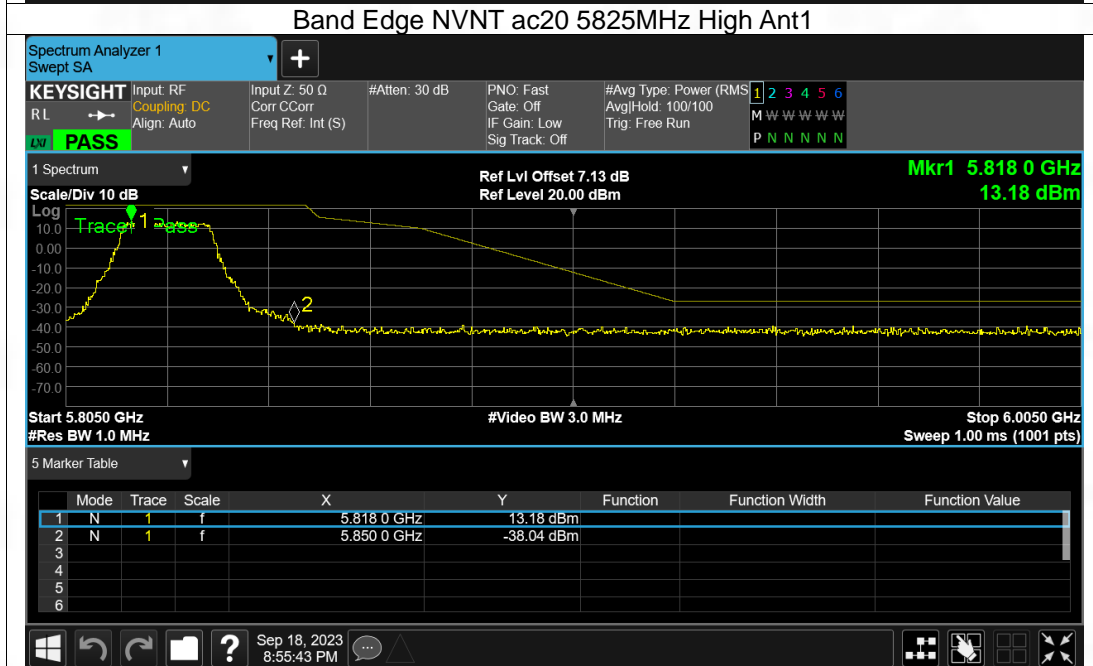 Band Edge NVNT ac20 5825MHz High Ant1
Spectrum Analyzer 1
Swept SA
KEYSIGHT
RL
LXI PASS
Input: RF
Coupling: DC
Align: Auto
Input Z: 50 Ω
Corr CCorr
Freq Ref: Int (S)
#Atten: 30 dB
PNO: Fast
Gate: Off
IF Gain: Low
Sig Track: Off
#Avg Type: Power (RMS
Avg|Hold: 100/100
Trig: Free Run
1 2 3 4 5 6
M W W W W W
P N N N N N
1 Spectrum
Scale/Div 10 dB
Ref Lvl Offset 7.13 dB
Ref Level 20.00 dBm
Mkr1 5.818 0 GHz
13.18 dBm
Log
Trace 1 Pass
1
2
10.0
0.00
-10.0
-20.0
-30.0
-40.0
-50.0
-60.0
-70.0
Start 5.8050 GHz
#Res BW 1.0 MHz
#Video BW 3.0 MHz
Stop 6.0050 GHz
Sweep 1.00 ms (1001 pts)
5 Marker Table
Mode Trace Scale X Y Function Function Width Function Value
1 N 1 f 5.818 0 GHz 13.18 dBm
2 N 1 f 5.850 0 GHz -38.04 dBm
3
4
5
6
?
Sep 18, 2023
8:55:43 PM